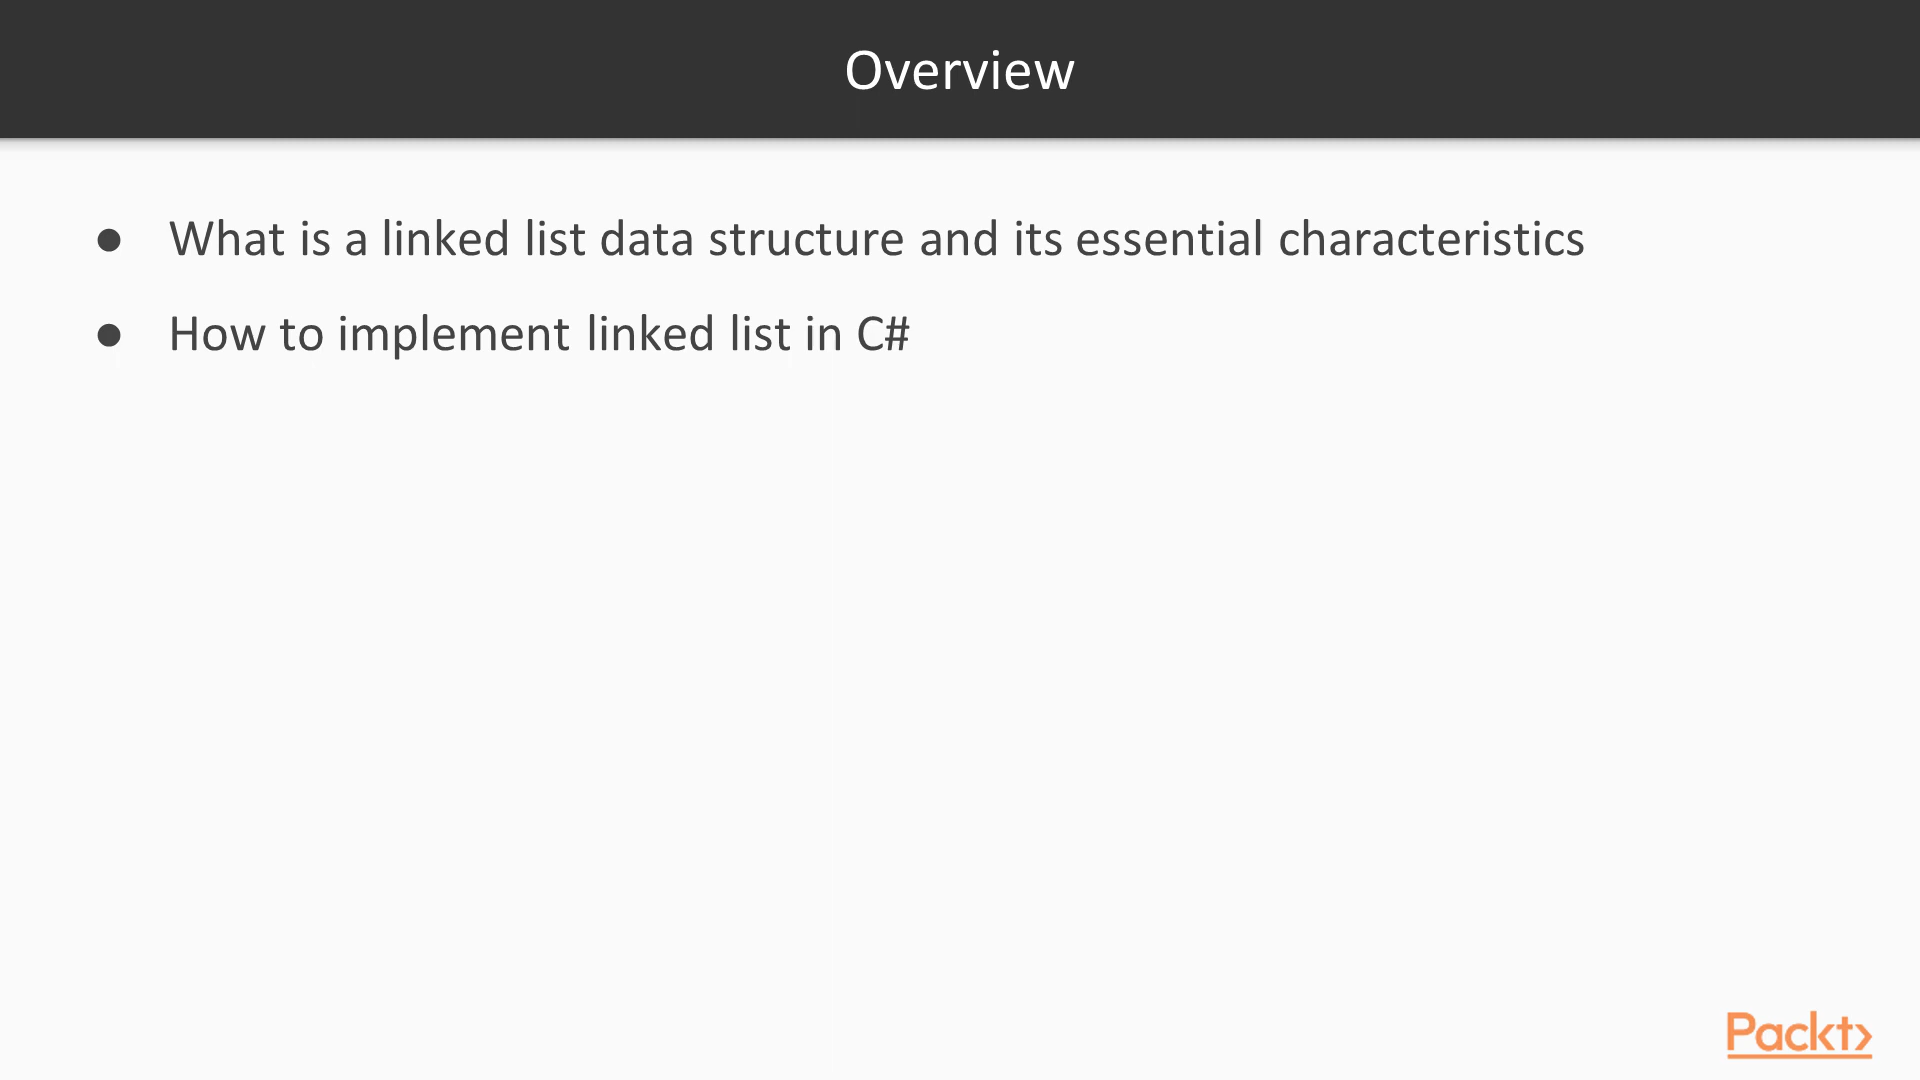 Overview
● What is a linked list data structure and its essential characteristics
● How to implement linked list in C#
Packt>